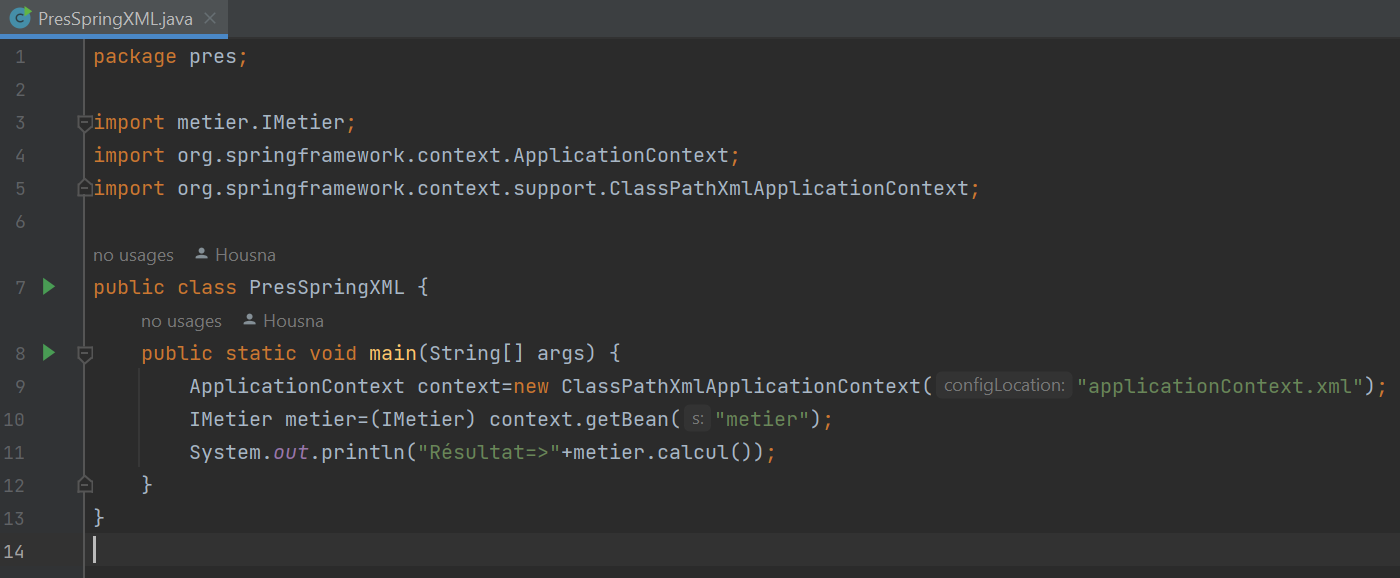 PresSpringXML.java
1 package pres;
2
3 import metier.IMetier;
4 import org.springframework.context.ApplicationContext;
5 import org.springframework.context.support.ClassPathXmlApplicationContext;
6
no usages Housna
7 public class PresSpringXML {
no usages Housna
8 public static void main(String[] args) {
9 ApplicationContext context=new ClassPathXmlApplicationContext( configLocation: "applicationContext.xml");
10 IMetier metier=(IMetier) context.getBean( s: "metier");
11 System.out.println("Résultat=>"+metier.calcul());
12 }
13 }
14